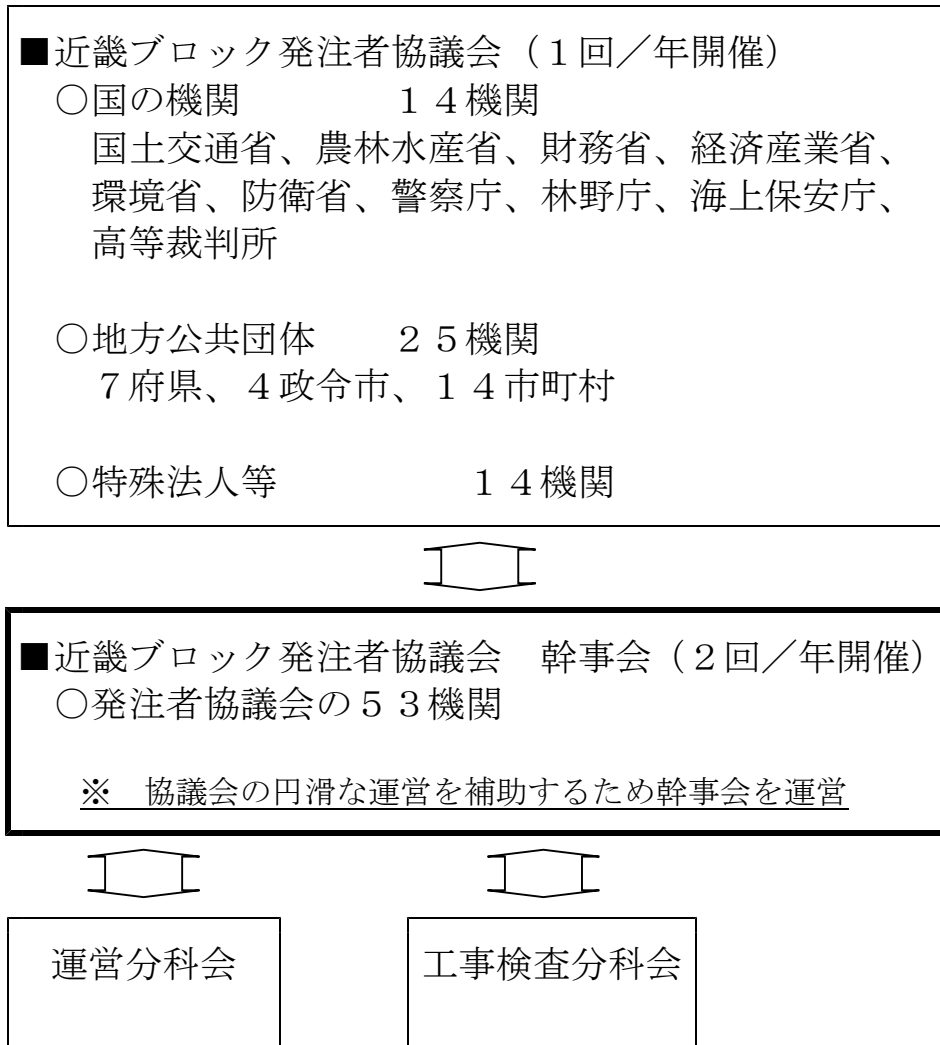 ■近畿ブロック発注者協議会（１回／年開催）
○国の機関　　　　１４機関
国土交通省、農林水産省、財務省、経済産業省、
環境省、防衛省、警察庁、林野庁、海上保安庁、
高等裁判所
○地方公共団体　　２５機関
７府県、４政令市、１４市町村
○特殊法人等　　　　　１４機関
■近畿ブロック発注者協議会　幹事会（２回／年開催）
○発注者協議会の５３機関
※　協議会の円滑な運営を補助するため幹事会を運営
運営分科会
工事検査分科会